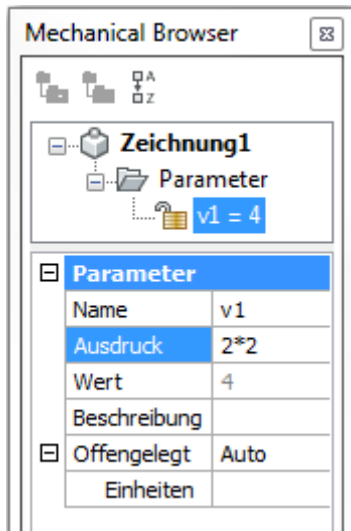 Mechanical Browser
A
Z
Zeichnung1
Parameter
v1 = 4
Parameter
Name v1
Ausdruck 2*2
Wert 4
Beschreibung
Offengelegt Auto
Einheiten